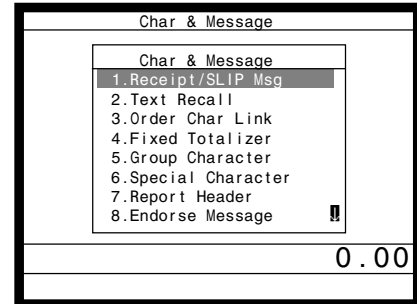 Char & Message
Char & Message
1.Receipt/SLIP Msg
2.Text Recall
3.Order Char Link
4.Fixed Totalizer
5.Group Character
6.Special Character
7.Report Header
8.Endorse Message
0.00